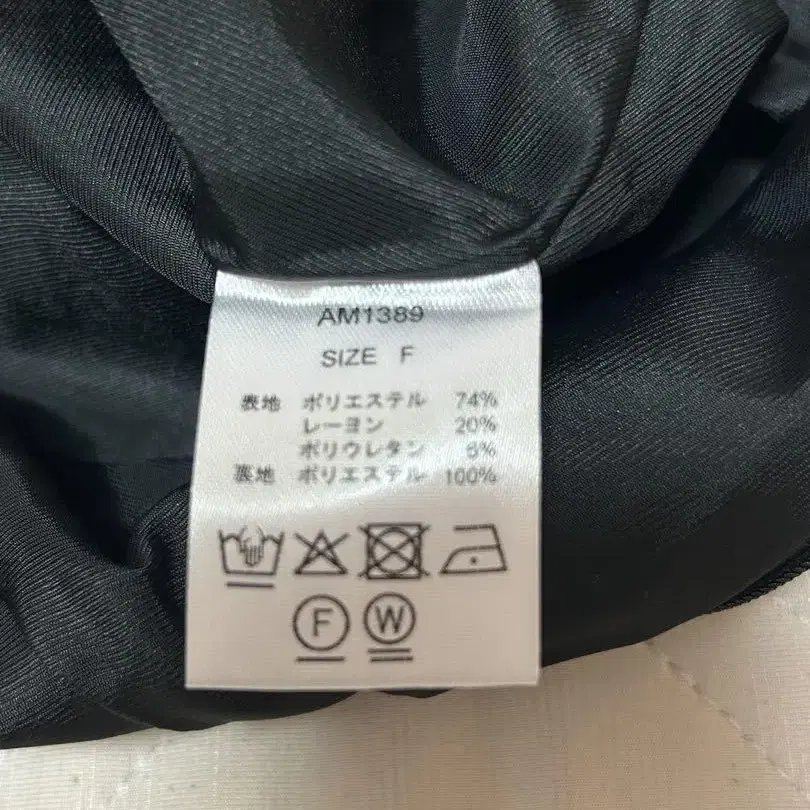 AM1389
SIZE F
表地 ポリエステル 74%
レーヨン 20%
ポリウレタン 6%
裏地 ポリエステル 100%
F W